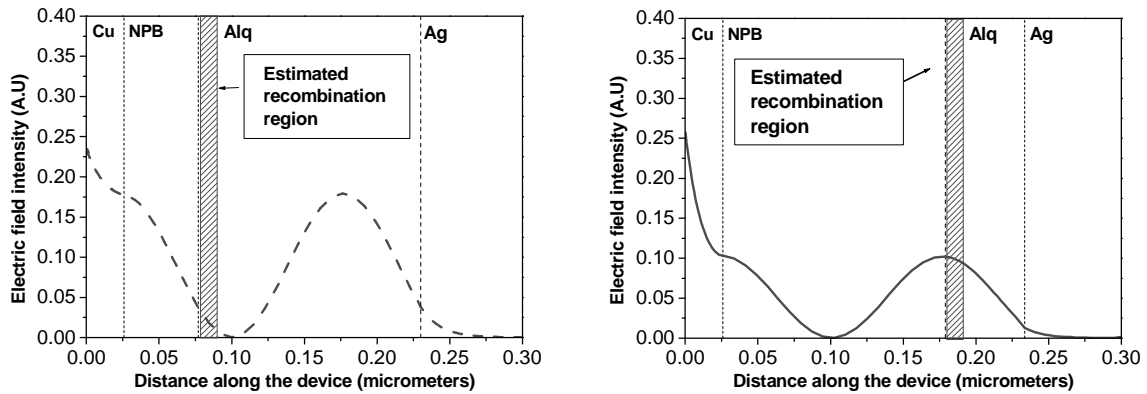 0.40
0.35
0.30
0.25
0.20
0.15
0.10
0.05
0.00
Electric field intensity (A.U)
Cu
NPB
Alq
Ag
Estimated
recombination
region
0.00 0.05 0.10 0.15 0.20 0.25 0.30
Distance along the device (micrometers)
0.40
0.35
0.30
0.25
0.20
0.15
0.10
0.05
0.00
Electric field intensity (A.U)
Cu
NPB
Alq
Ag
Estimated
recombination
region
0.00 0.05 0.10 0.15 0.20 0.25 0.30
Distance along the device (micrometers)